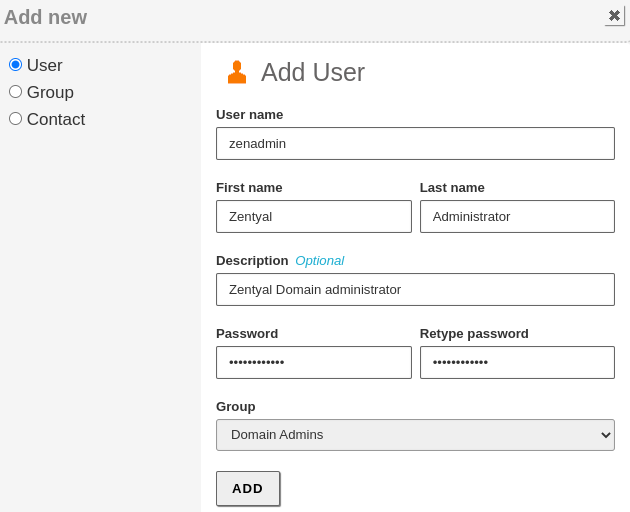 Add new
User
Group
Contact
Add User
User name
zenadmin
First name Last name
Zentyal Administrator
Description Optional
Zentyal Domain administrator
Password Retype password
•••••••••••• ••••••••••••
Group
Domain Admins
ADD